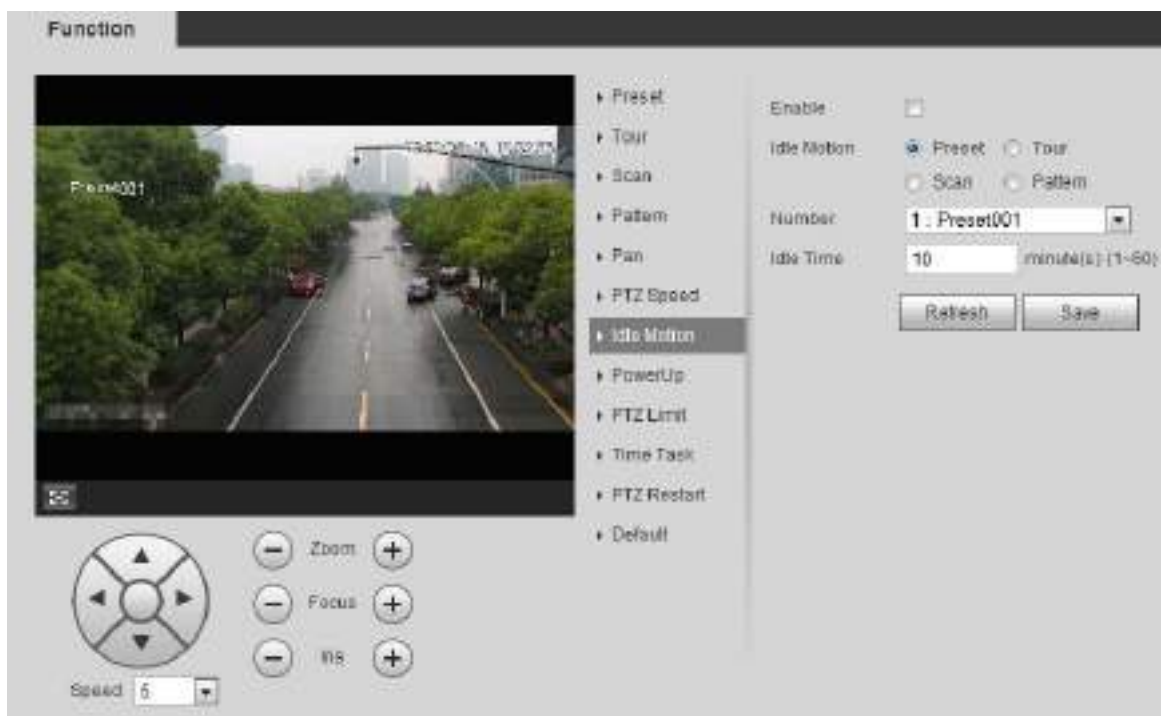 Function
Preset001
Preset
Tour
Scan
Pattern
Pan
PTZ Speed
Idle Motion
PowerUp
PTZ Limit
Time Task
PTZ Restart
Default
Enable
Idle Motion Preset Tour
Scan Pattern
Number 1 : Preset001
Idle Time 10 minute(s) (1~60)
Refresh Save
Zoom
Focus
Iris
Speed 5